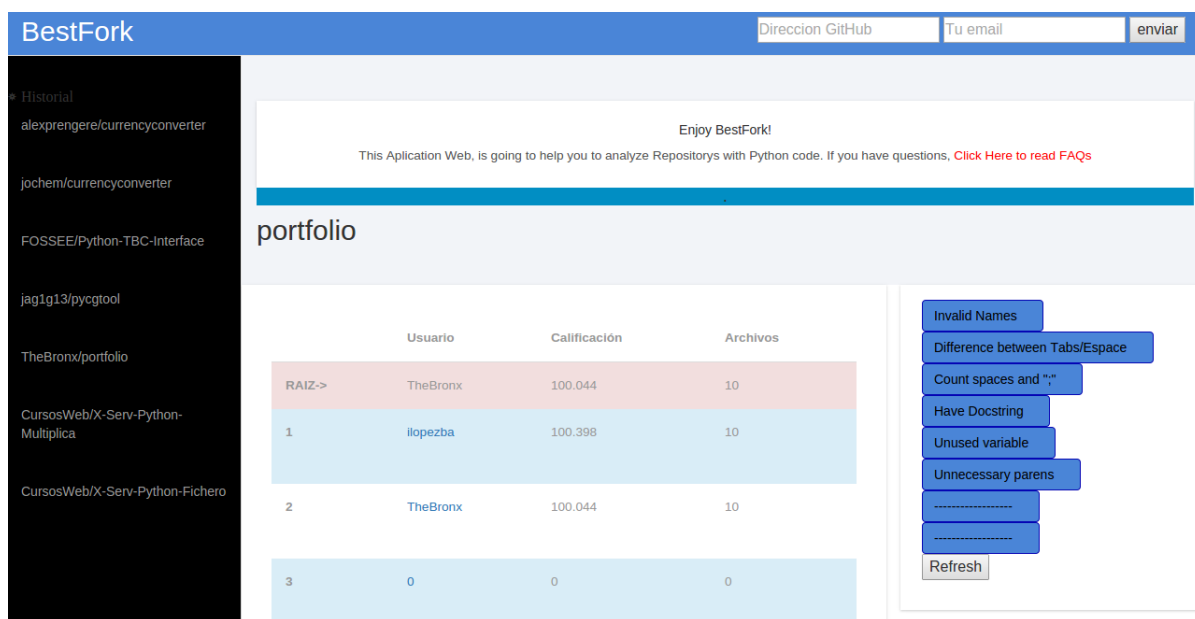 BestFork
Direccion GitHub
Tu email
enviar
Historial
alexprengere/currencyconverter
jochem/currencyconverter
FOSSEE/Python-TBC-Interface
jag1g13/pycgtool
TheBronx/portfolio
CursosWeb/X-Serv-Python-
Multiplica
CursosWeb/X-Serv-Python-Fichero
Enjoy BestFork!
This Aplication Web, is going to help you to analyze Repositorys with Python code. If you have questions, Click Here to read FAQs
.
portfolio
Usuario Calificación Archivos
RAIZ-> TheBronx 100.044 10
1 ilopezba 100.398 10
2 TheBronx 100.044 10
3 0 0 0
Invalid Names
Difference between Tabs/Espace
Count spaces and ";"
Have Docstring
Unused variable
Unnecessary parens
------------------
------------------
Refresh